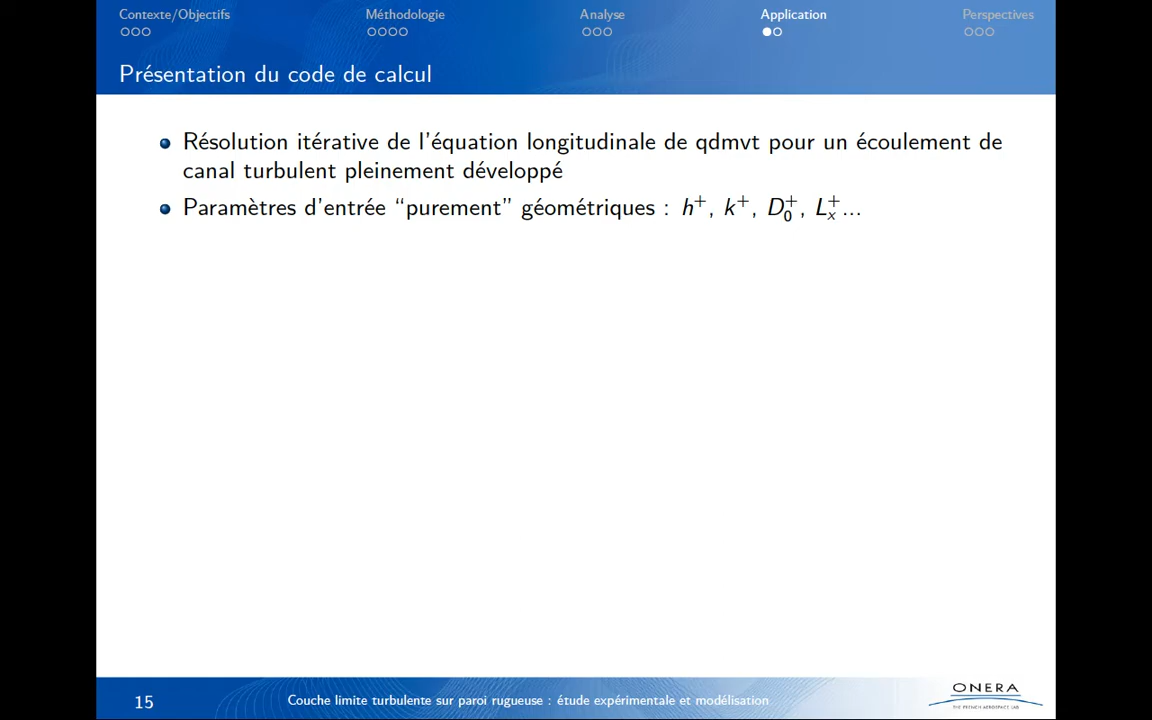 Contexte/Objectifs Méthodologie Analyse Application Perspectives
Présentation du code de calcul
Résolution itérative de l'équation longitudinale de qdmvt pour un écoulement de
canal turbulent pleinement développé
Paramètres d'entrée “purement” géométriques : h⁺, k⁺, D₀⁺, Lₓ⁺...
15 Couche limite turbulente sur paroi rugueuse : étude expérimentale et modélisation
ONERA
THE FRENCH AEROSPACE LAB